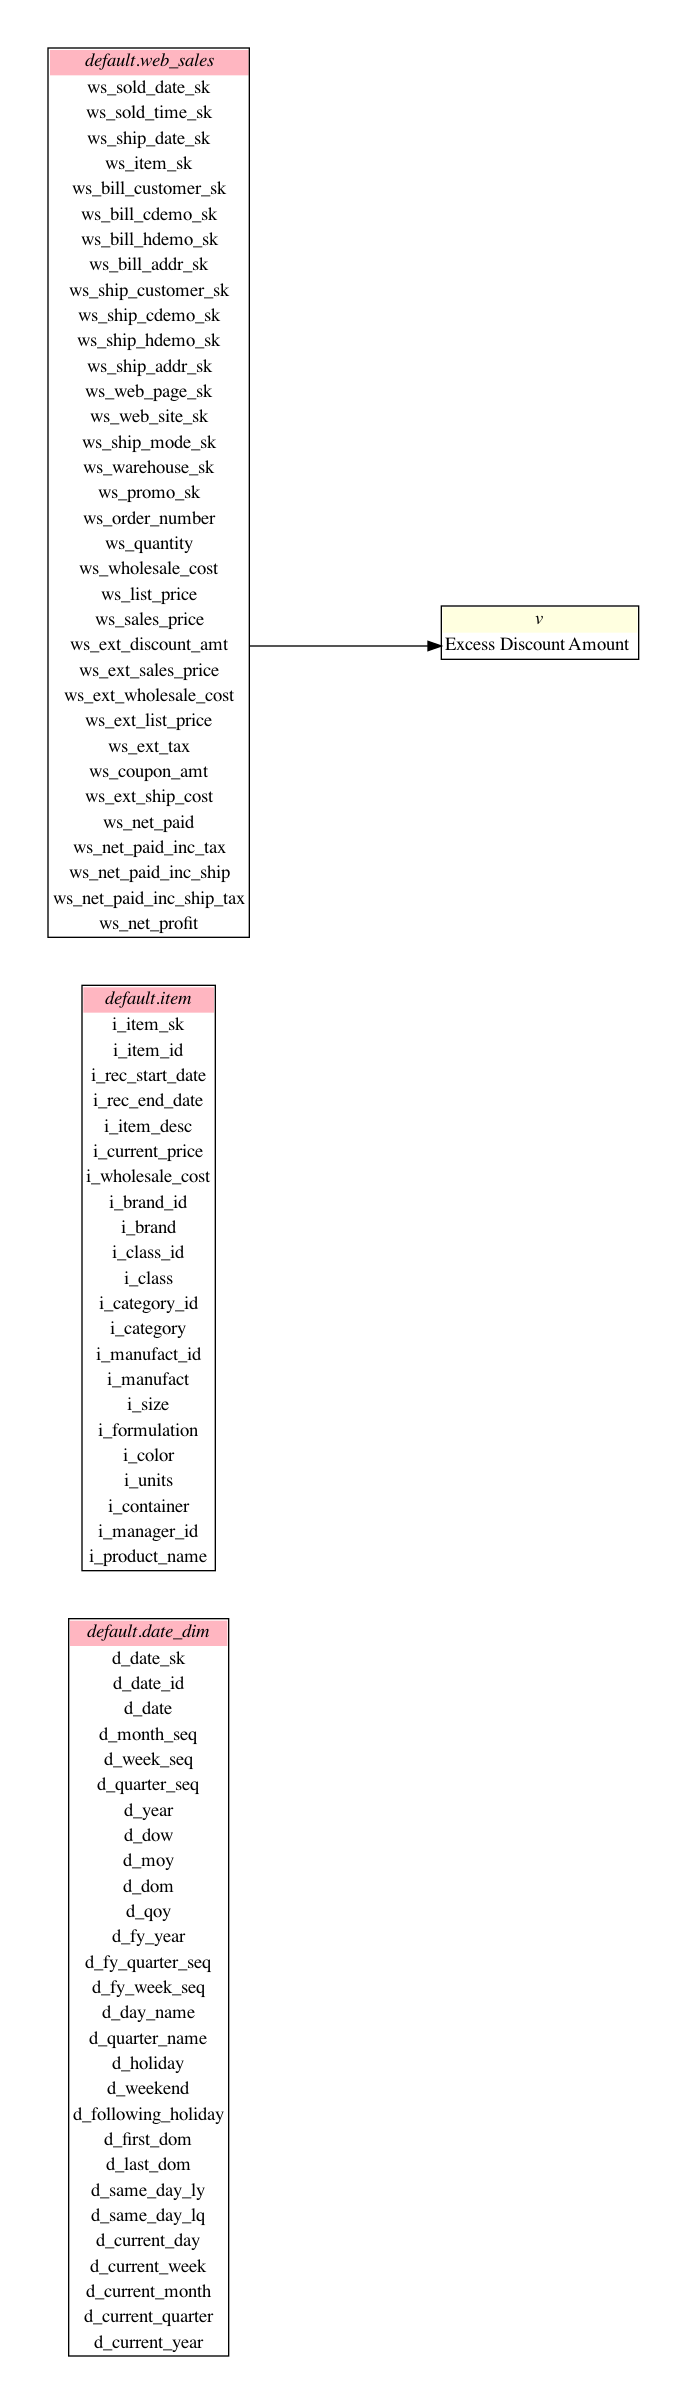 default.web_sales
ws_sold_date_sk
ws_sold_time_sk
ws_ship_date_sk
ws_item_sk
ws_bill_customer_sk
ws_bill_cdemo_sk
ws_bill_hdemo_sk
ws_bill_addr_sk
ws_ship_customer_sk
ws_ship_cdemo_sk
ws_ship_hdemo_sk
ws_ship_addr_sk
ws_web_page_sk
ws_web_site_sk
ws_ship_mode_sk
ws_warehouse_sk
ws_promo_sk
ws_order_number
ws_quantity
ws_wholesale_cost
ws_list_price
ws_sales_price
ws_ext_discount_amt
ws_ext_sales_price
ws_ext_wholesale_cost
ws_ext_list_price
ws_ext_tax
ws_coupon_amt
ws_ext_ship_cost
ws_net_paid
ws_net_paid_inc_tax
ws_net_paid_inc_ship
ws_net_paid_inc_ship_tax
ws_net_profit
v
Excess Discount Amount
default.item
i_item_sk
i_item_id
i_rec_start_date
i_rec_end_date
i_item_desc
i_current_price
i_wholesale_cost
i_brand_id
i_brand
i_class_id
i_class
i_category_id
i_category
i_manufact_id
i_manufact
i_size
i_formulation
i_color
i_units
i_container
i_manager_id
i_product_name
default.date_dim
d_date_sk
d_date_id
d_date
d_month_seq
d_week_seq
d_quarter_seq
d_year
d_dow
d_moy
d_dom
d_qoy
d_fy_year
d_fy_quarter_seq
d_fy_week_seq
d_day_name
d_quarter_name
d_holiday
d_weekend
d_following_holiday
d_first_dom
d_last_dom
d_same_day_ly
d_same_day_lq
d_current_day
d_current_week
d_current_month
d_current_quarter
d_current_year